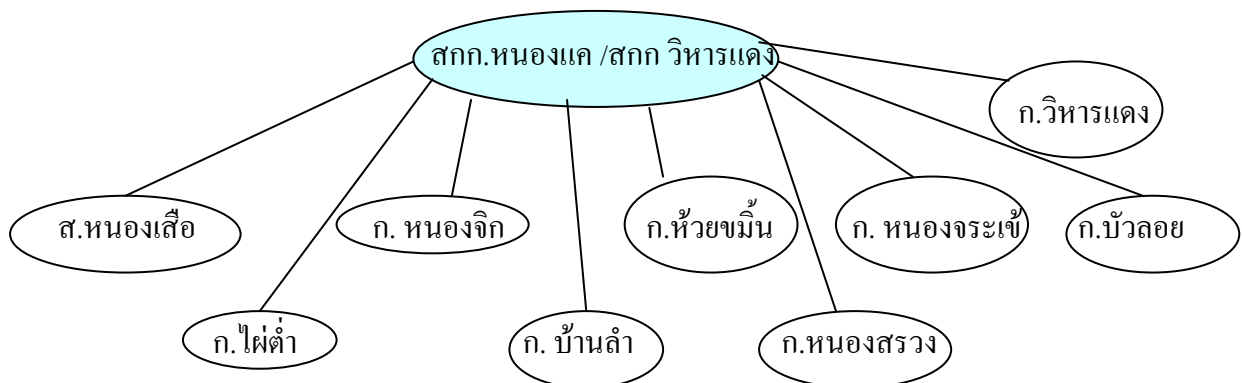 สกก.หนองแค /สกก วิหารแดง
ก.วิหารแดง
ส.หนองเสือ
ก. หนองจิก
ก.ห้วยขมิ้น
ก. หนองจระเข้
ก.บัวลอย
ก.ไผ่ต่ำ
ก. บ้านลำ
ก.หนองสรวง